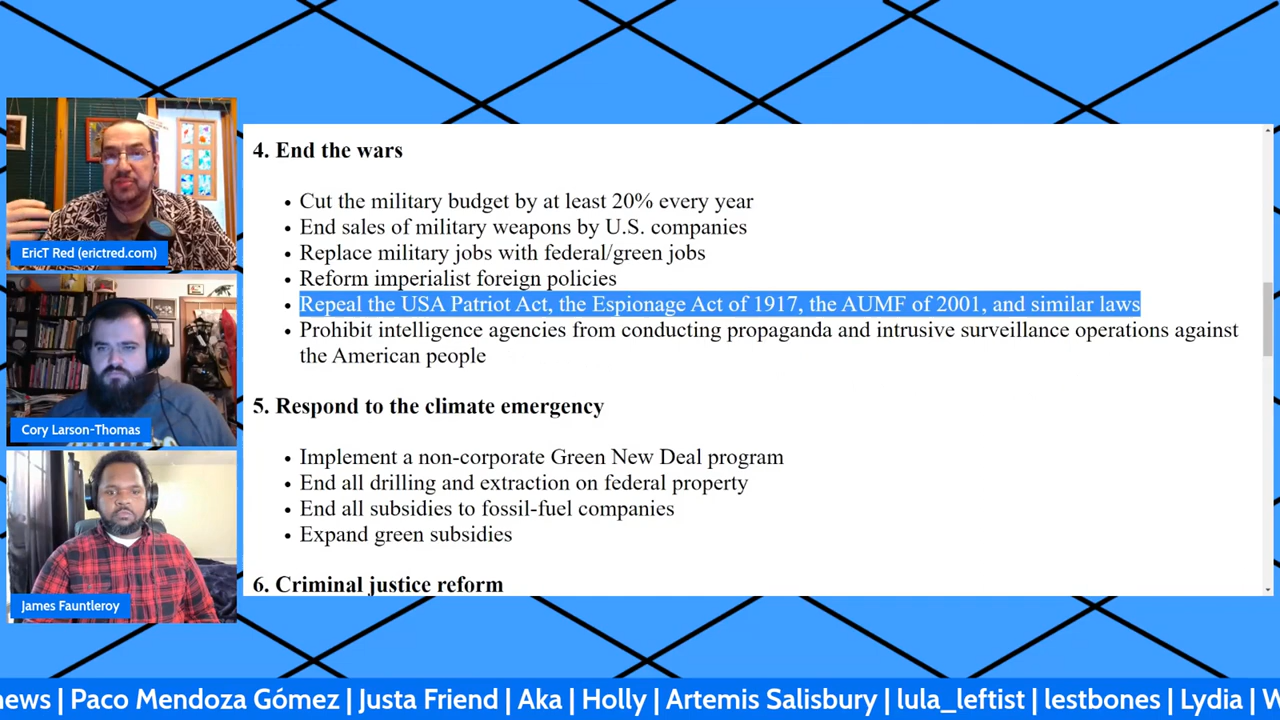 EricT Red (erictred.com)
Cory Larson-Thomas
James Fauntleroy
4. End the wars
• Cut the military budget by at least 20% every year
• End sales of military weapons by U.S. companies
• Replace military jobs with federal/green jobs
• Reform imperialist foreign policies
• Repeal the USA Patriot Act, the Espionage Act of 1917, the AUMF of 2001, and similar laws
• Prohibit intelligence agencies from conducting propaganda and intrusive surveillance operations against
the American people
5. Respond to the climate emergency
• Implement a non-corporate Green New Deal program
• End all drilling and extraction on federal property
• End all subsidies to fossil-fuel companies
• Expand green subsidies
6. Criminal justice reform
news | Paco Mendoza Gómez | Justa Friend | Aka | Holly | Artemis Salisbury | lula_leftist | lestbones | Lydia | W